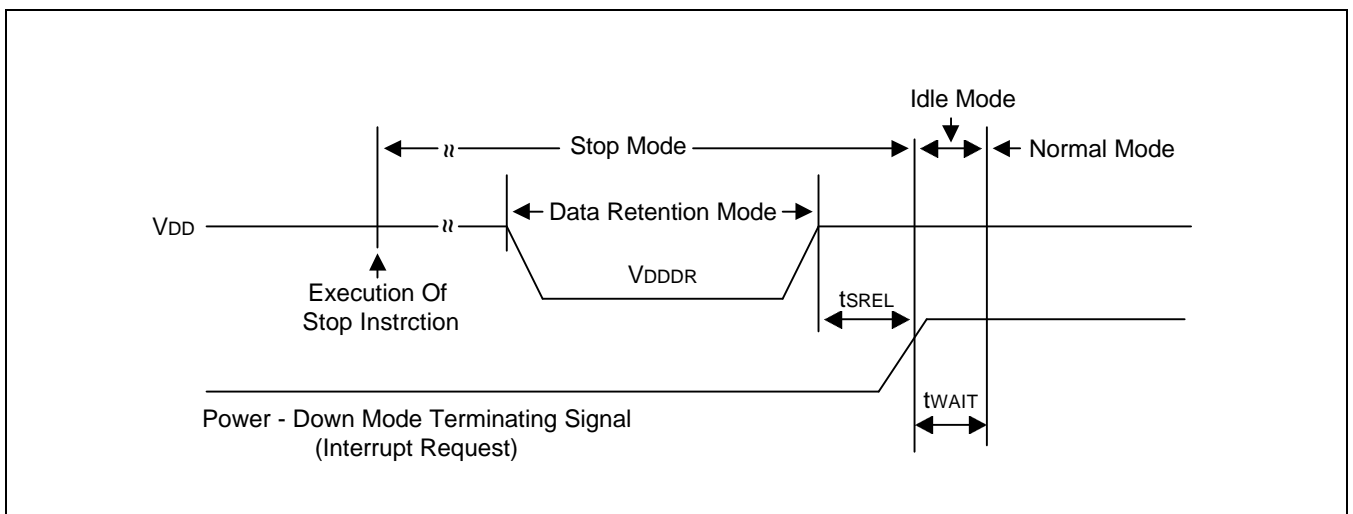 Idle Mode
Stop Mode
Normal Mode
Data Retention Mode
VDD
VDDDR
Execution Of
Stop Instrction
tSREL
tWAIT
Power - Down Mode Terminating Signal
(Interrupt Request)